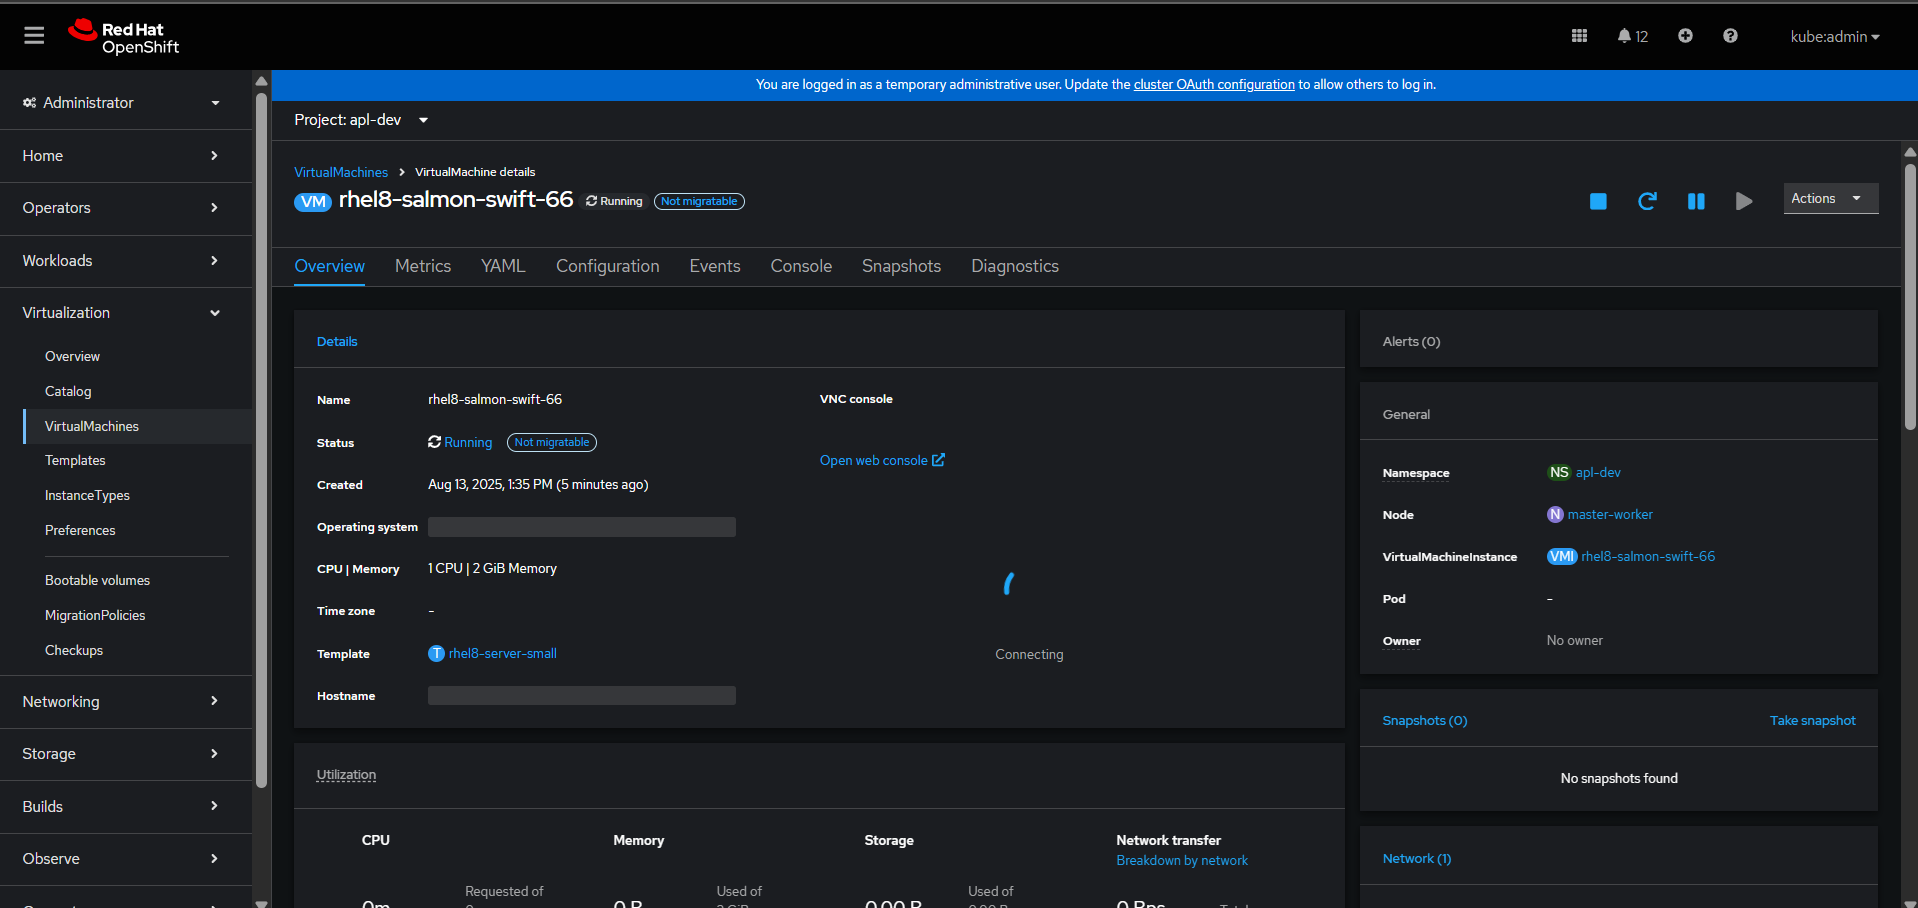 Red Hat
OpenShift
12
kube:admin
Administrator
Home
Operators
Workloads
Virtualization
Overview
Catalog
VirtualMachines
Templates
InstanceTypes
Preferences
Bootable volumes
MigrationPolicies
Checkups
Networking
Storage
Builds
Observe
You are logged in as a temporary administrative user. Update the cluster OAuth configuration to allow others to log in.
Project: apl-dev
VirtualMachines > VirtualMachine details
VM rhel8-salmon-swift-66 Running Not migratable
Actions
Overview Metrics YAML Configuration Events Console Snapshots Diagnostics
Details
Name rhel8-salmon-swift-66
Status Running Not migratable
Created Aug 13, 2025, 1:35 PM (5 minutes ago)
Operating system
CPU | Memory 1 CPU | 2 GiB Memory
Time zone -
Template T rhel8-server-small
Hostname
VNC console
Open web console
Connecting
Utilization
CPU Memory Storage Network transfer
Breakdown by network
Requested of Used of Used of
Alerts (0)
General
Namespace NS apl-dev
Node N master-worker
VirtualMachineInstance VMI rhel8-salmon-swift-66
Pod -
Owner No owner
Snapshots (0) Take snapshot
No snapshots found
Network (1)